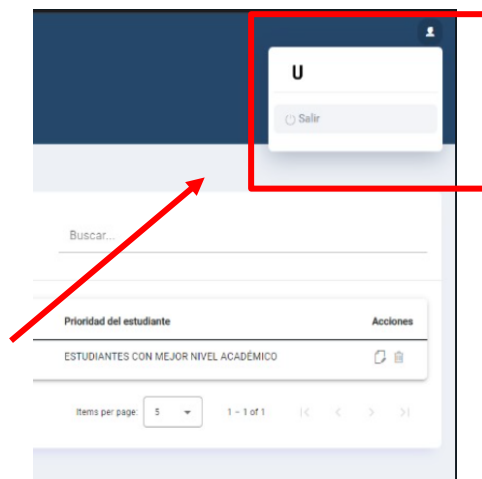 U
Salir
Buscar...
Prioridad del estudiante Acciones
ESTUDIANTES CON MEJOR NIVEL ACADÉMICO
Items per page: 5 1 – 1 of 1